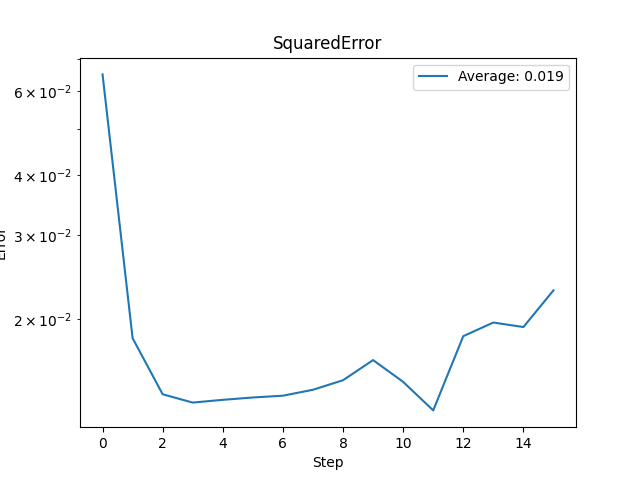 SquaredError
Average: 0.019
6 × 10⁻²
4 × 10⁻²
3 × 10⁻²
2 × 10⁻²
Error
0 2 4 6 8 10 12 14
Step